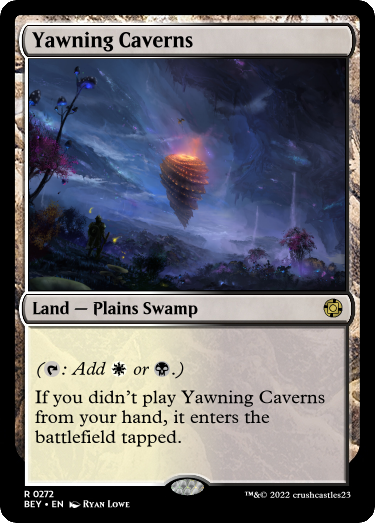 Yawning Caverns
Land — Plains Swamp
(: Add or .)
If you didn't play Yawning Caverns
from your hand, it enters the
battlefield tapped.
R 0272
BEY • EN Ryan Lowe
™&© 2022 crushcastles23